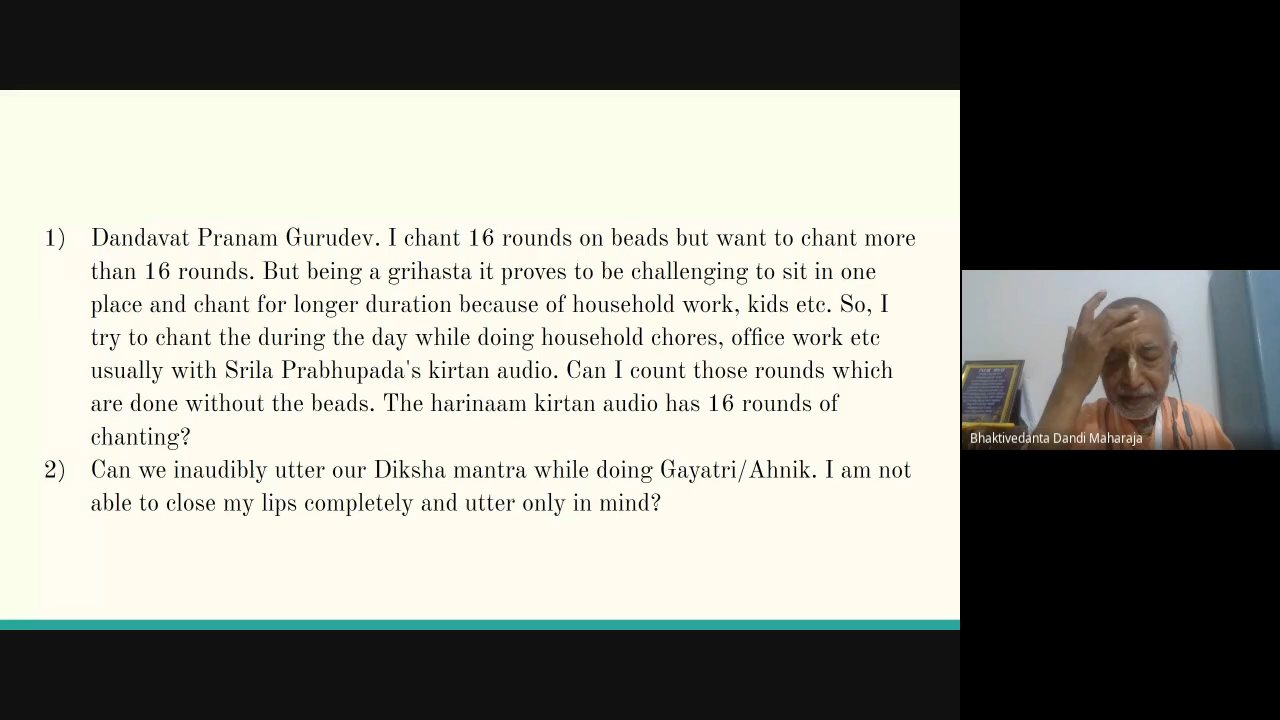 1) Dandavat Pranam Gurudev. I chant 16 rounds on beads but want to chant more
than 16 rounds. But being a grihasta it proves to be challenging to sit in one
place and chant for longer duration because of household work, kids etc. So, I
try to chant the during the day while doing household chores, office work etc
usually with Srila Prabhupada's kirtan audio. Can I count those rounds which
are done without the beads. The harinaam kirtan audio has 16 rounds of
chanting?
2) Can we inaudibly utter our Diksha mantra while doing Gayatri/Ahnik. I am not
able to close my lips completely and utter only in mind?
Bhaktivedanta Dandi Maharaja